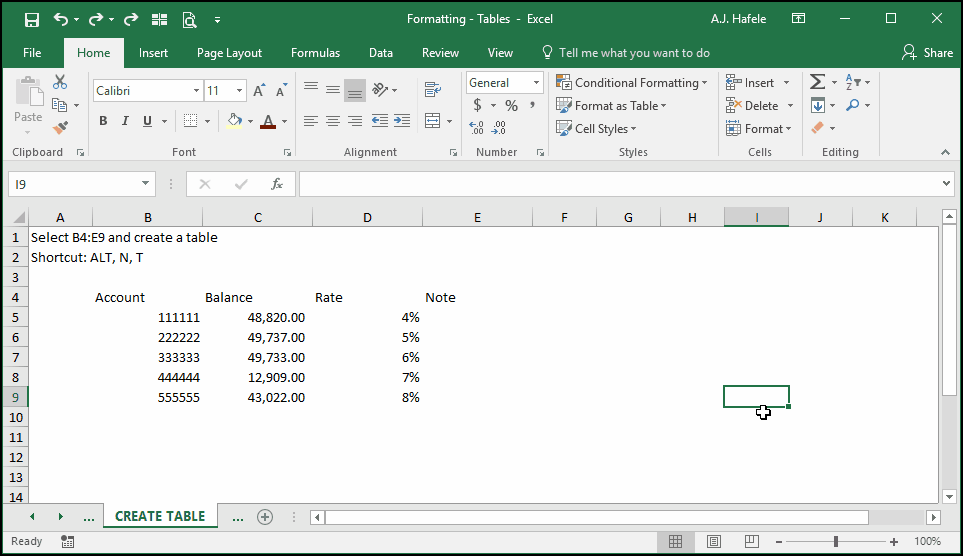 Formatting - Tables - Excel
A.J. Hafele
File Home Insert Page Layout Formulas Data Review View Tell me what you want to do Share
Paste
Calibri 11 A A
B I U A
General
$ % ,
.00 .0
Conditional Formatting
Format as Table
Cell Styles
Insert
Delete
Format
Clipboard Font Alignment Number Styles Cells Editing
I9 fx
A B C D E F G H I J K
1 Select B4:E9 and create a table
2 Shortcut: ALT, N, T
3
4 Account Balance Rate Note
5 111111 48,820.00 4%
6 222222 49,737.00 5%
7 333333 49,733.00 6%
8 444444 12,909.00 7%
9 555555 43,022.00 8%
10
11
12
13
14
... CREATE TABLE ...
Ready 100%